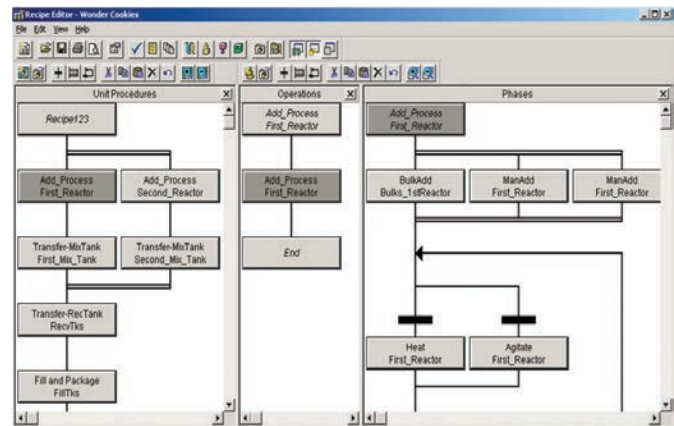 Recipe Editor - Wonder Cookies
File Edit View Help
Unit Procedures
Recipe123
Add_Process
First_Reactor
Add_Process
Second_Reactor
Transfer-MixTank
First_Mix_Tank
Transfer-MixTank
Second_Mix_Tank
Transfer-RecTank
RecvTks
Fill and Package
FillTks
Operations
Add_Process
First_Reactor
Add_Process
First_Reactor
End
Phases
Add_Process
First_Reactor
BulkAdd
Bulks_1stReactor
ManAdd
First_Reactor
ManAdd
First_Reactor
Heat
First_Reactor
Agitate
First_Reactor